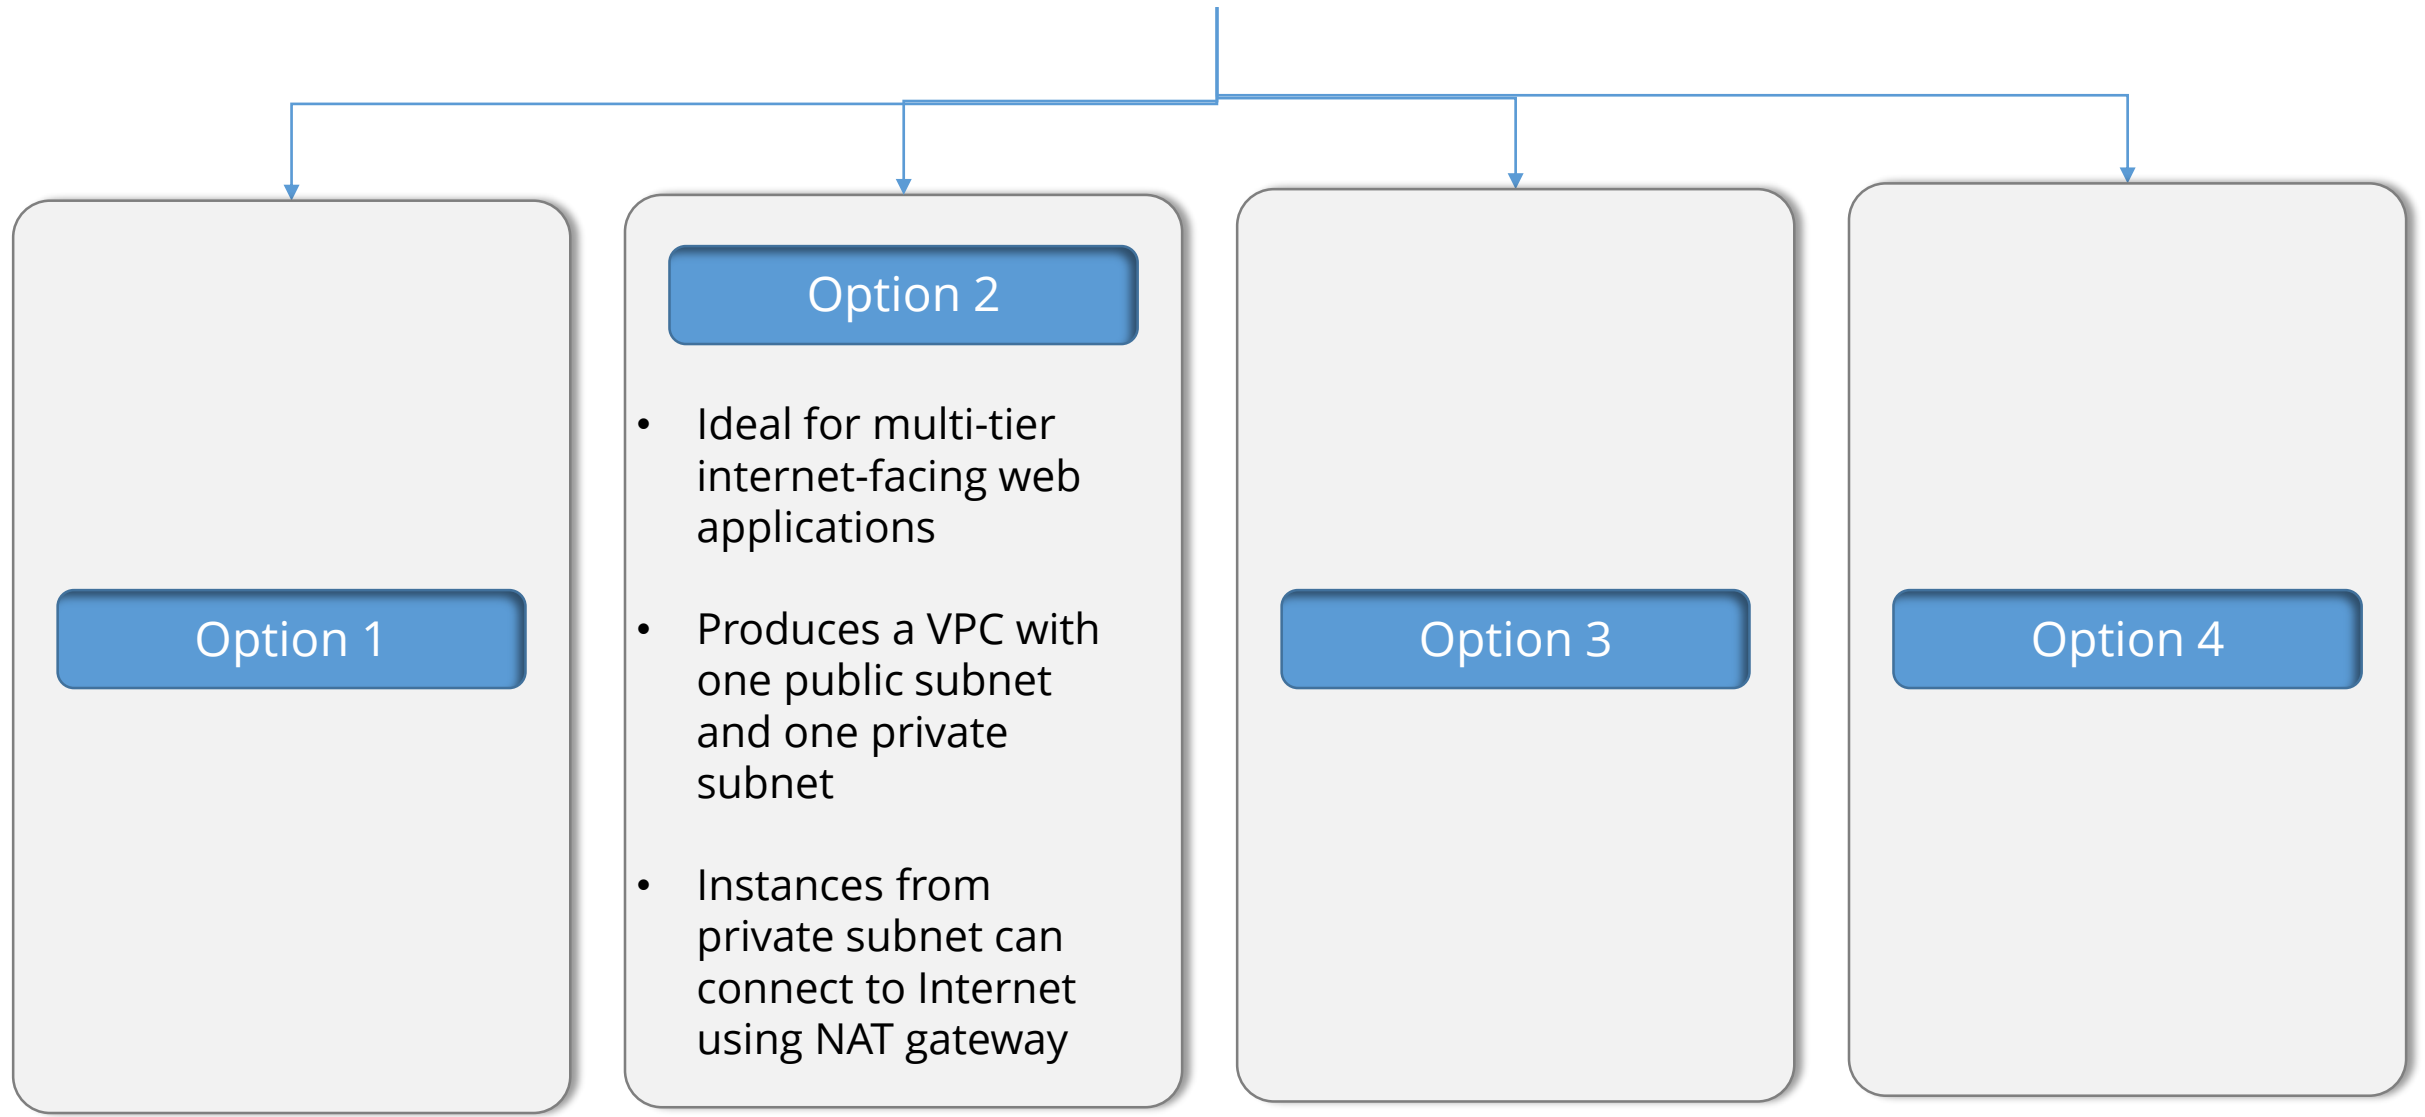 Option 1
Option 2
• Ideal for multi-tier
internet-facing web
applications
• Produces a VPC with
one public subnet
and one private
subnet
• Instances from
private subnet can
connect to Internet
using NAT gateway
Option 3
Option 4